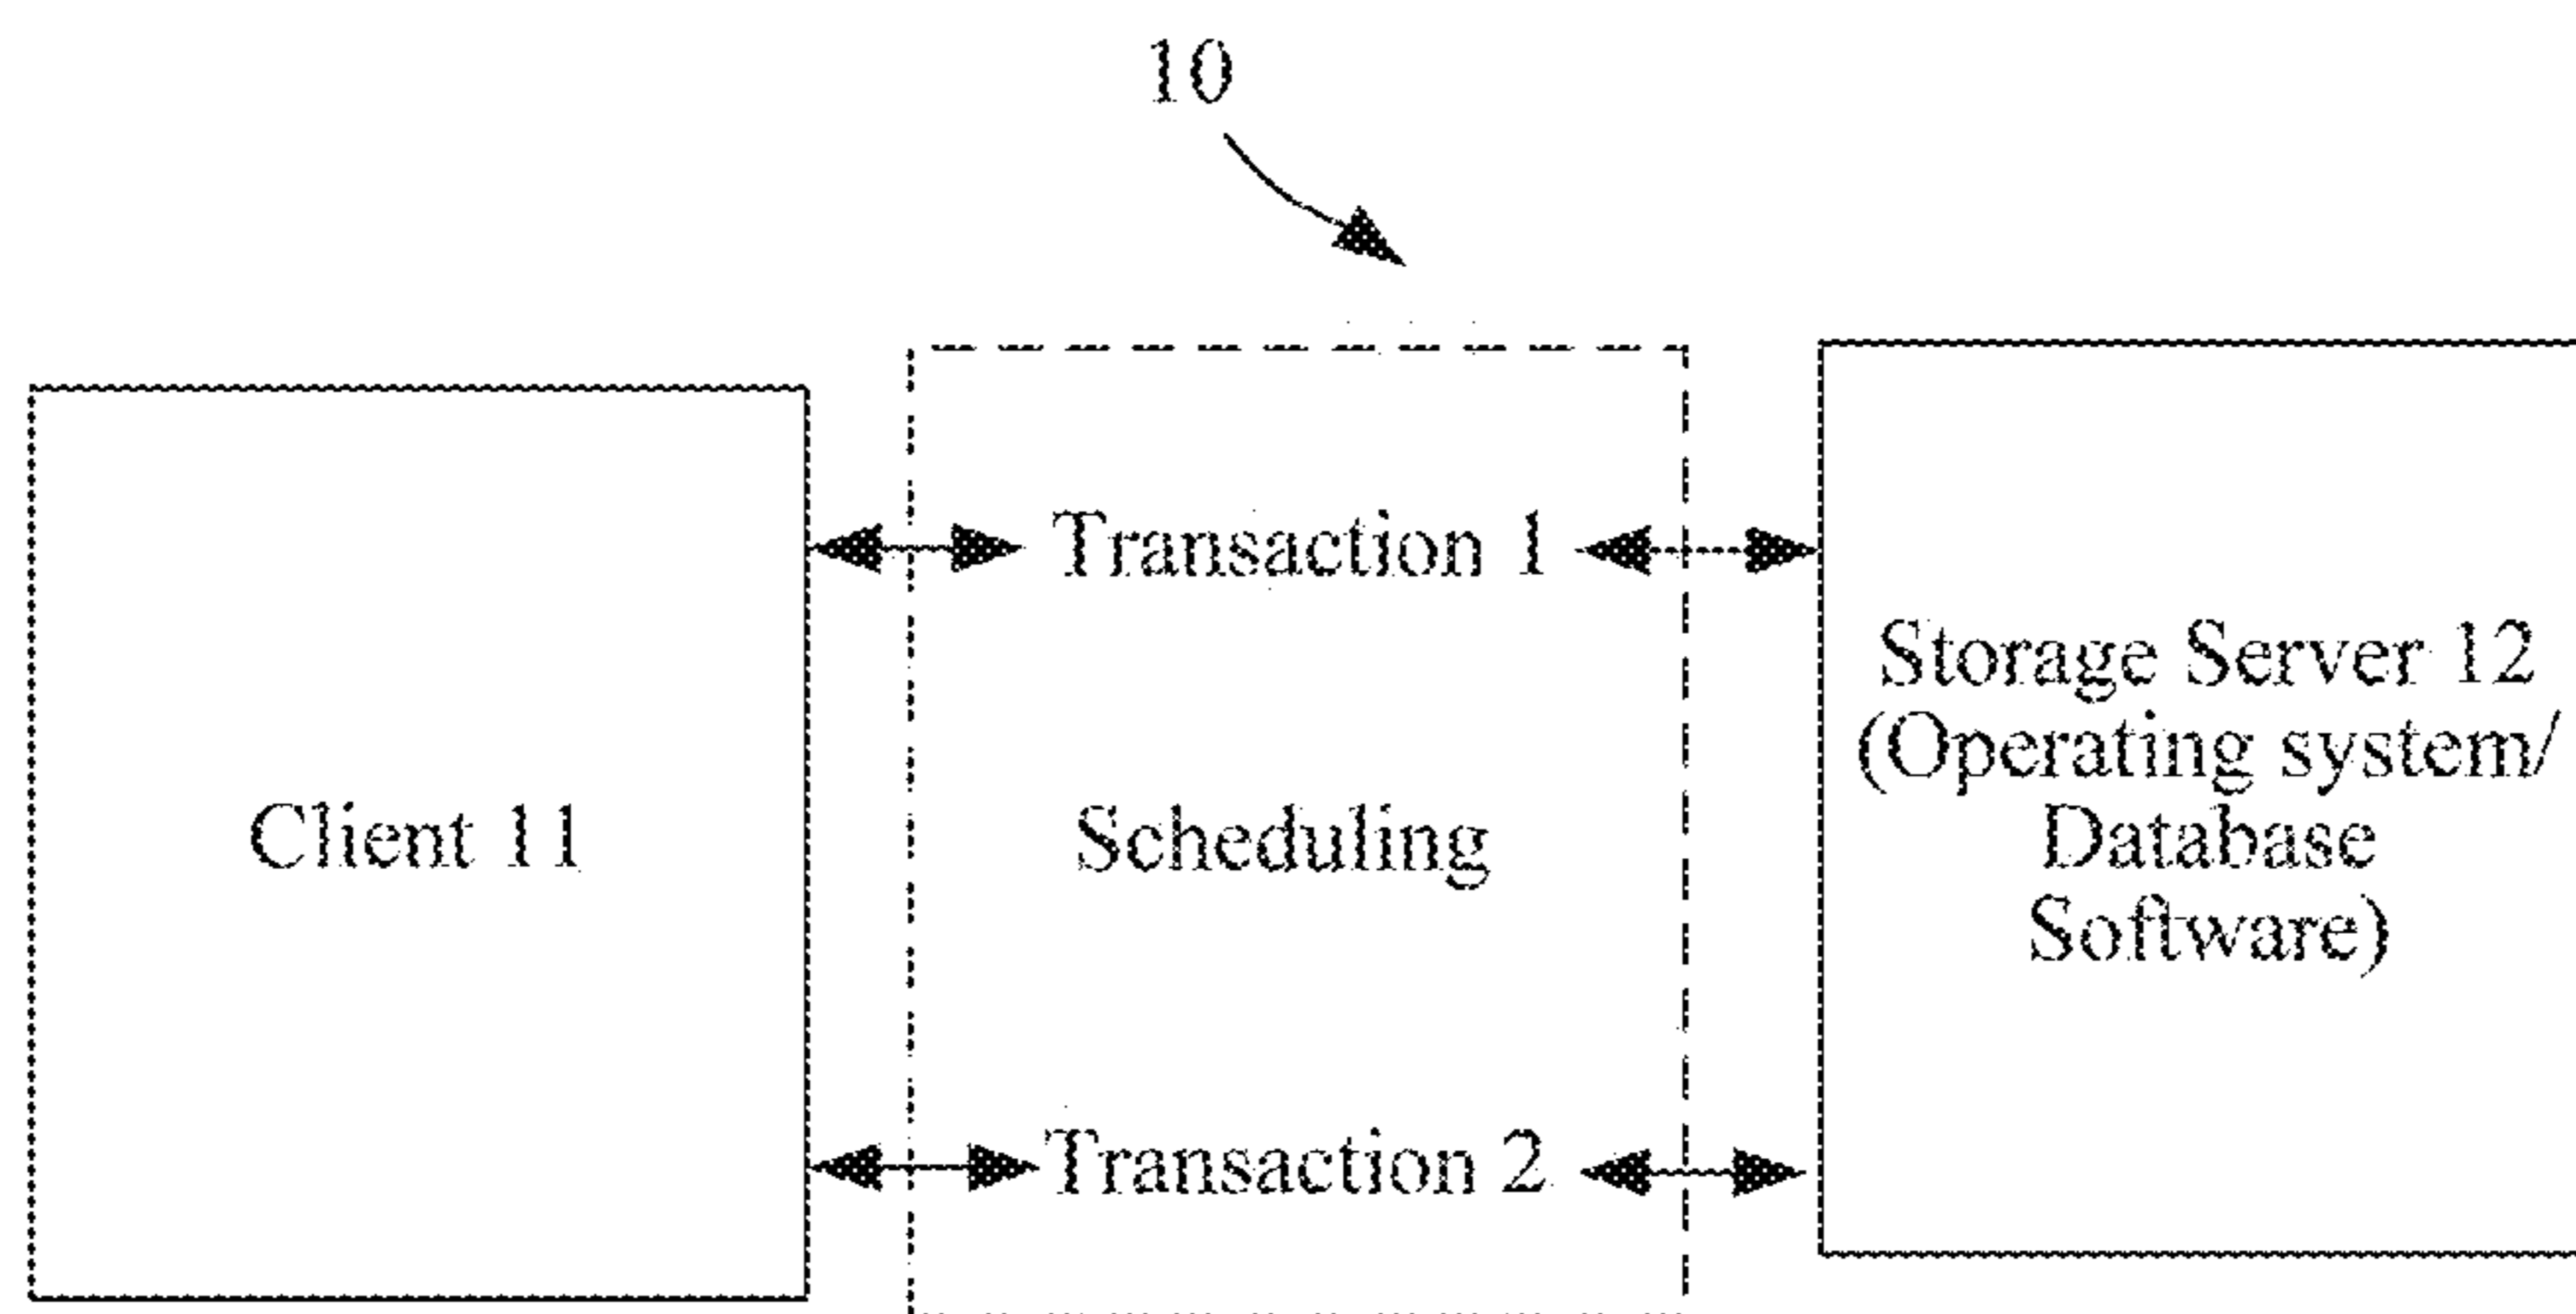 10
Transaction 1
Client 11
Scheduling
Storage Server 12
(Operating system/
Database
Software)
Transaction 2